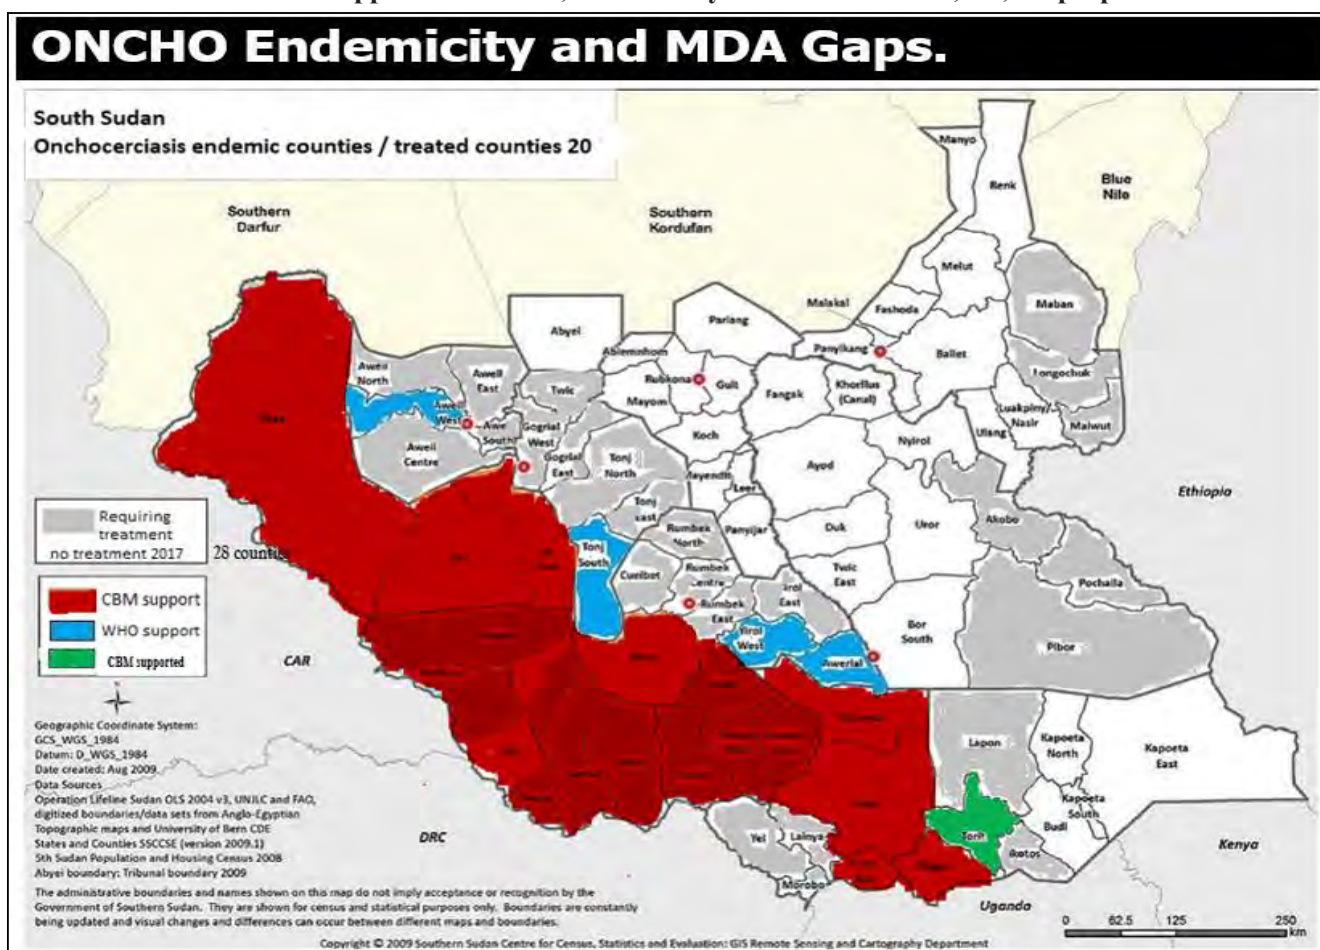 ONCHO Endemicity and MDA Gaps.
South Sudan
Onchocerciasis endemic counties / treated counties 20
Southern
Darfur
Southern
Kordufan
Blue
Nile
Manyo
Renk
Melut
Maban
Fashoda
Malakal
Panyikang
Baliet
Longochuk
Maiwut
Luakpiny/
Nasir
Ulang
Nyirol
Khorflus
(Canal)
Fangak
Pariang
Abyei
Abiemnhom
Rubkona
Guit
Mayom
Koch
Mayendit
Leer
Panyijar
Ayod
Duk
Uror
Akobo
Pochalla
Pibor
Twic
East
Bor
South
Aweil
North
Aweil
East
Aweil
West
Awe
South
Aweil
Centre
Twic
Gogrial
West
Gogrial
East
Tonj
North
Tonj
East
Tonj
South
Rumbek
North
Cueibet
Rumbek
Centre
Rumbek
East
Yirol
West
Irol
East
Awerial
Lapon
Kapoeta
North
Kapoeta
East
Kapoeta
South
Budi
Torit
Ikotos
Yei
Lainya
Morobo
Ethiopia
Kenya
Uganda
DRC
CAR
Requiring
treatment
no treatment 2017
28 countie
CBM support
WHO support
CBM supported
N
Geographic Coordinate System:
GCS_WGS_1984
Datum: D_WGS_1984
Date created: Aug 2009
Data Sources
Operation Lifeline Sudan OLS 2004 v3, UNJLC and FAO,
digitized boundaries/data sets from Anglo-Egyptian
Topographic maps and University of Bern CDE
States and Counties SSCCSE (version 2009.1)
5th Sudan Population and Housing Census 2008
Abyei boundary: Tribunal boundary 2009
The administrative boundaries and names shown on this map do not imply acceptance or recognition by the
Government of Southern Sudan. They are shown for census and statistical purposes only. Boundaries are constantly
being updated and visual changes and differences can occur between different maps and boundaries.
0 62.5 125 250
km
Copyright © 2009 Southern Sudan Centre for Census, Statistics and Evaluation: GIS Remote Sensing and Cartography Department